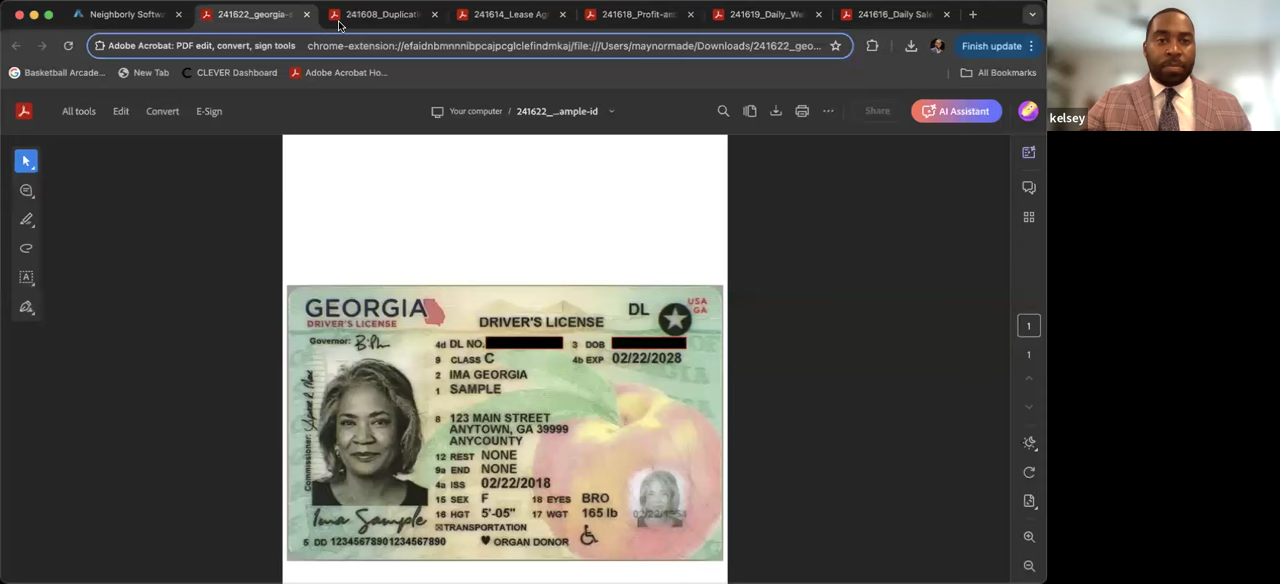 Neighborly Softw
241622_georgia-s
241608_Duplicati
241614_Lease Ag
241618_Profit-an
241619_Daily_We
241616_Daily Sale
Adobe Acrobat: PDF edit, convert, sign tools
chrome-extension://efaidnbmnnnibpcajpcglclefindmkaj/file:///Users/maynormade/Downloads/241622_geo...
Finish update
Basketball Arcade...
New Tab
CLEVER Dashboard
Adobe Acrobat Ho...
All Bookmarks
All tools
Edit
Convert
E-Sign
Your computer / 241622_...ample-id
Share
AI Assistant
kelsey
1
1
GEORGIA
DRIVER'S LICENSE
DRIVER'S LICENSE
DL
USA
GA
Governor:
4d DL NO.
3 DOB
9 CLASS C
4b EXP 02/22/2028
2 IMA GEORGIA
1 SAMPLE
8 123 MAIN STREET
ANYTOWN, GA 39999
ANYCOUNTY
12 REST NONE
9a END NONE
4a ISS 02/22/2018
15 SEX F
18 EYES BRO
16 HGT 5'-05"
17 WGT 165 lb
TRANSPORTATION
ORGAN DONOR
Commissioner:
Ima Sample
5 DD 12345678901234567890